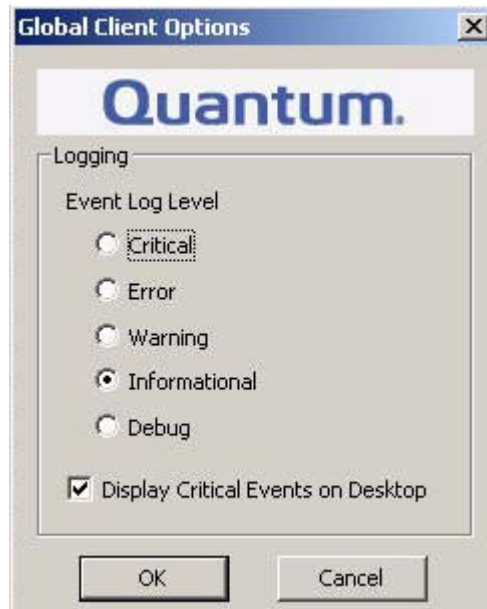 Global Client Options
Quantum.
Logging
Event Log Level
Critical
Error
Warning
Informational
Debug
Display Critical Events on Desktop
OK Cancel